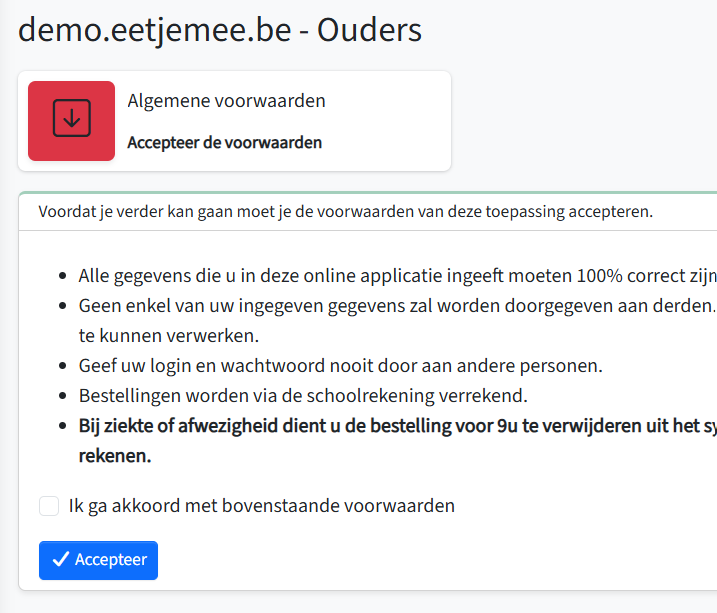 demo.eetjemee.be - Ouders
Algemene voorwaarden
Accepteer de voorwaarden
Voordat je verder kan gaan moet je de voorwaarden van deze toepassing accepteren.
Alle gegevens die u in deze online applicatie ingeeft moeten 100% correct zijn
Geen enkel van uw ingegeven gegevens zal worden doorgegeven aan derden.
te kunnen verwerken.
Geef uw login en wachtwoord nooit door aan andere personen.
Bestellingen worden via de schoolrekening verrekend.
Bij ziekte of afwezigheid dient u de bestelling voor 9u te verwijderen uit het
rekenen.
Ik ga akkoord met bovenstaande voorwaarden
Accepteer